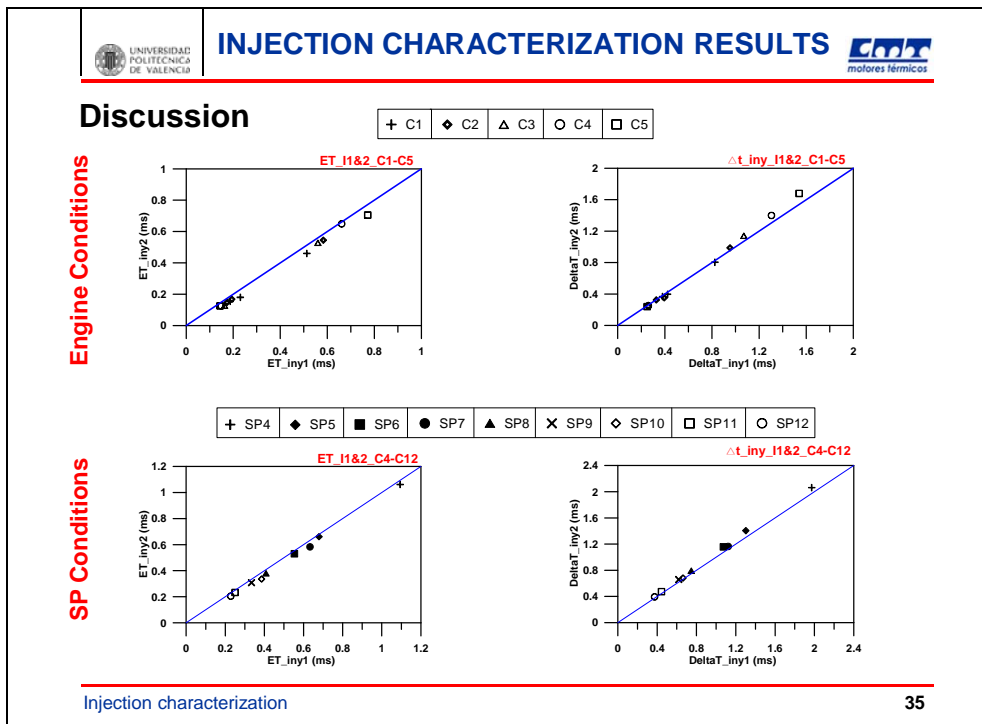 UNIVERSIDAD
POLITECNICA
DE VALENCIA
INJECTION CHARACTERIZATION RESULTS
CMT
motores térmicos
Discussion
+ C1 C2 C3 C4 C5
Engine Conditions
ET_I1&2_C1-C5
1
0.8
0.6
0.4
0.2
0
ET_iny2 (ms)
0 0.2 0.4 0.6 0.8 1
ET_iny1 (ms)
△t_iny_I1&2_C1-C5
2
1.6
1.2
0.8
0.4
0
DeltaT_iny2 (ms)
0 0.4 0.8 1.2 1.6 2
DeltaT_iny1 (ms)
SP4 SP5 SP6 SP7 SP8 SP9 SP10 SP11 SP12
SP Conditions
ET_I1&2_C4-C12
1.2
1
0.8
0.6
0.4
0.2
0
ET_iny2 (ms)
0 0.2 0.4 0.6 0.8 1 1.2
ET_iny1 (ms)
△t_iny_I1&2_C4-C12
2.4
2
1.6
1.2
0.8
0.4
0
DeltaT_iny2 (ms)
0 0.4 0.8 1.2 1.6 2 2.4
DeltaT_iny1 (ms)
Injection characterization
35